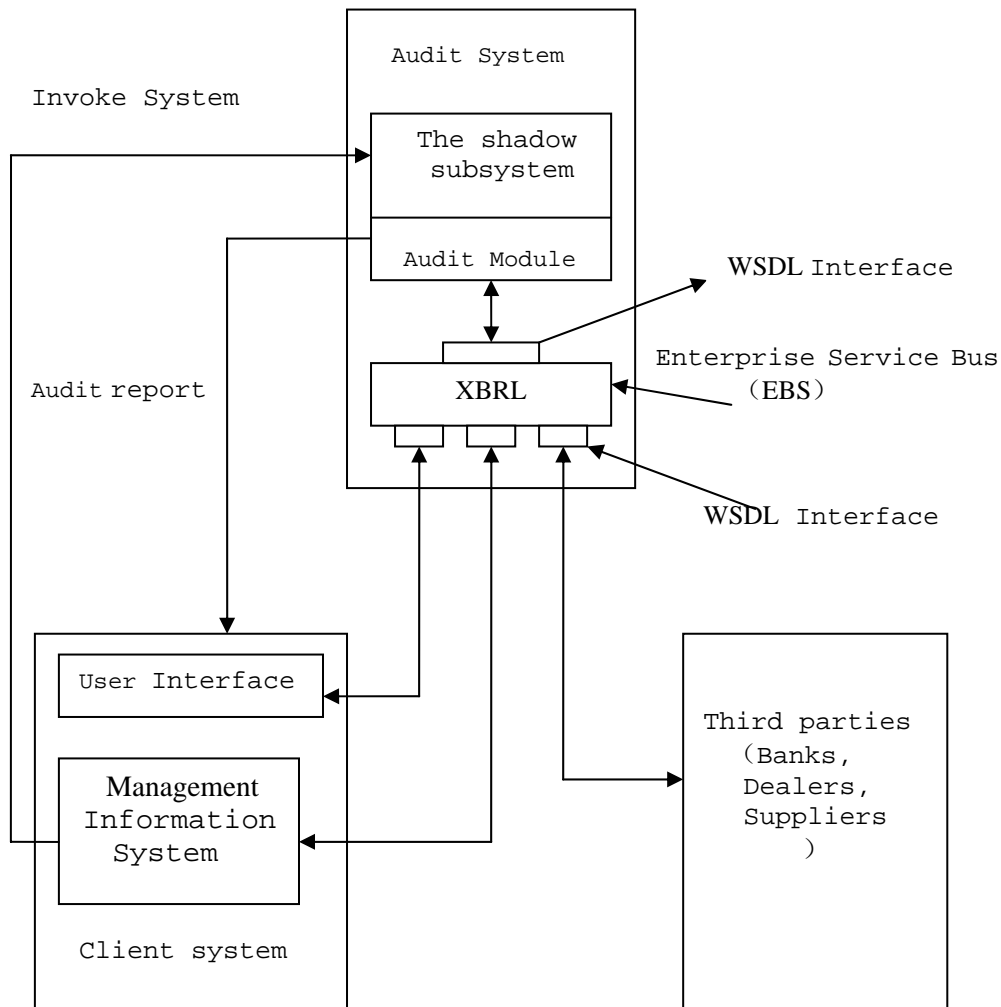 Audit System
Invoke System
The shadow
subsystem
Audit Module
WSDL Interface
Enterprise Service Bus
（EBS）
XBRL
Audit report
WSDL Interface
User Interface
Third parties
（Banks,
Dealers,
Suppliers
）
Management
Information
System
Client system